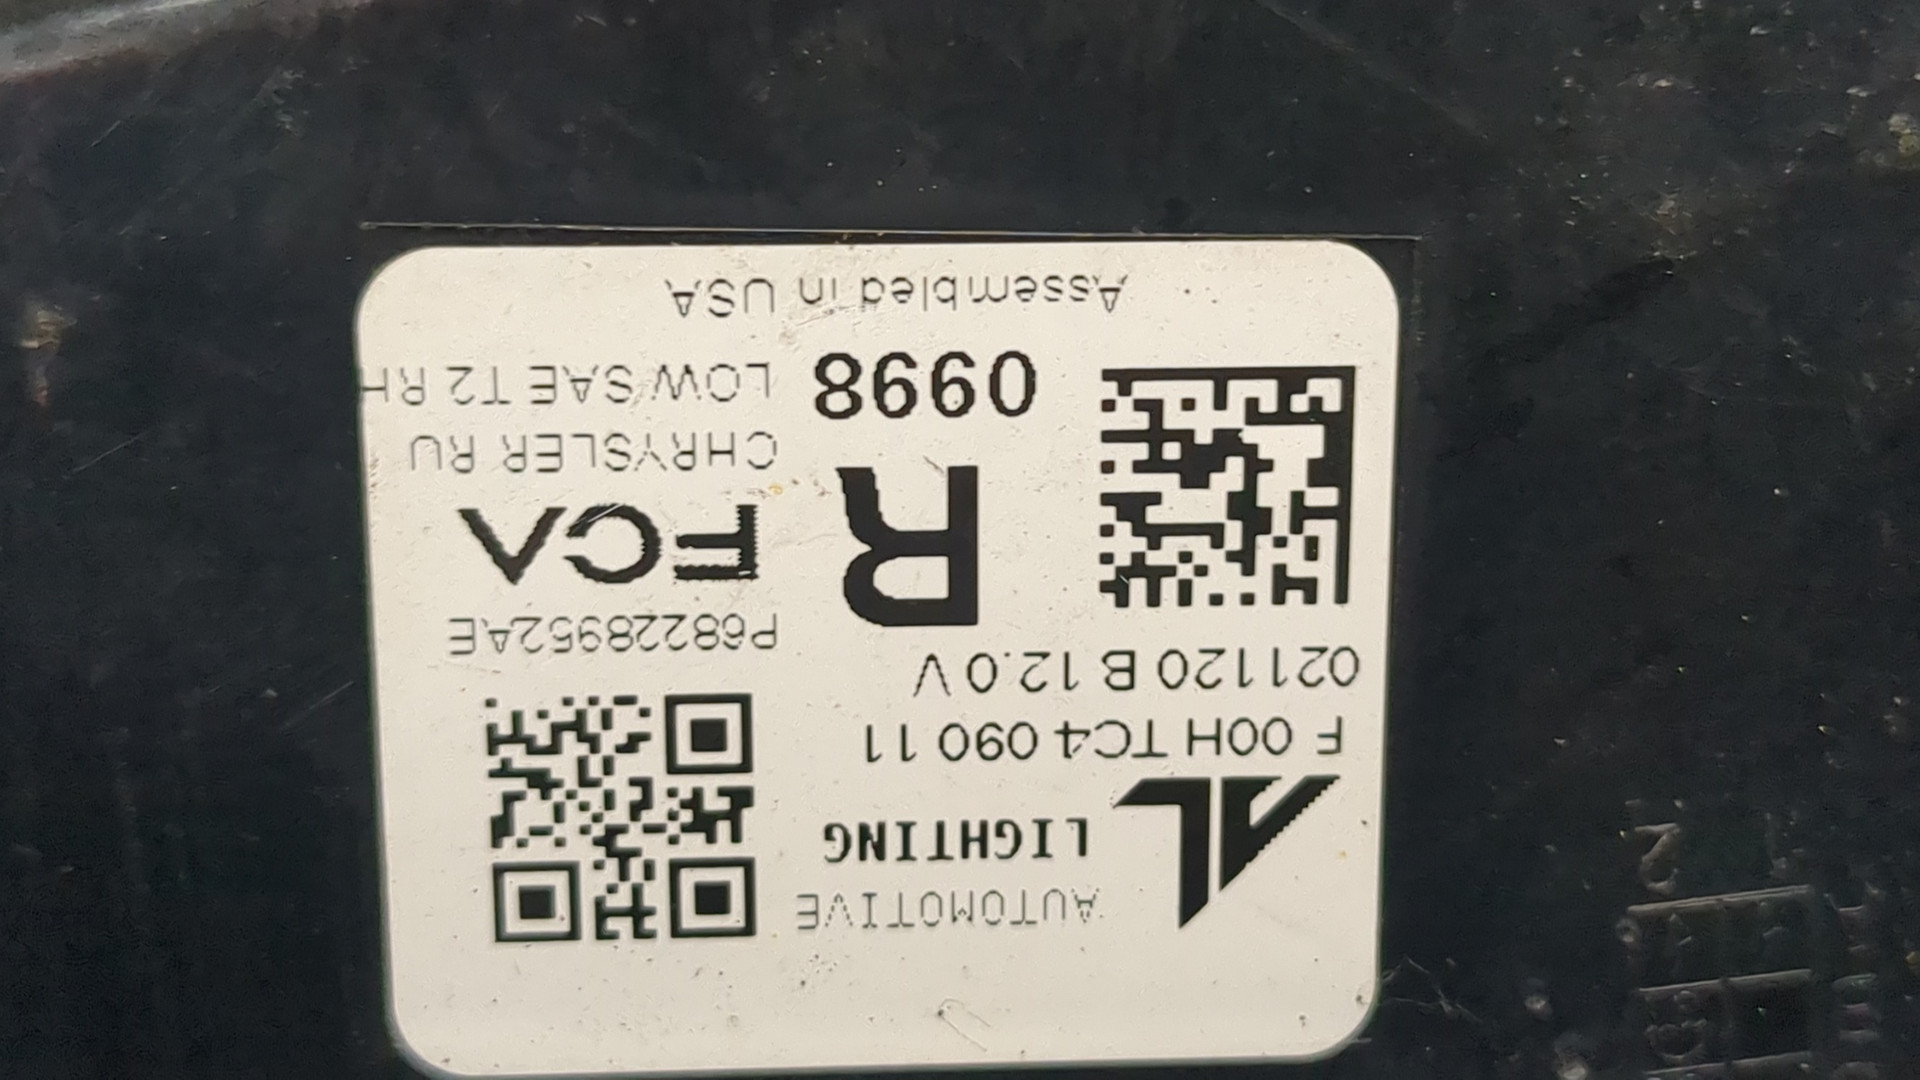 AL
AUTOMOTIVE
LIGHTING
F 00H TC4 090 11
021120 B 12.0 V
R
0998
P68228952AE
FCA
CHRYSLER RU
LOW SAE T2 RH
Assembled in USA